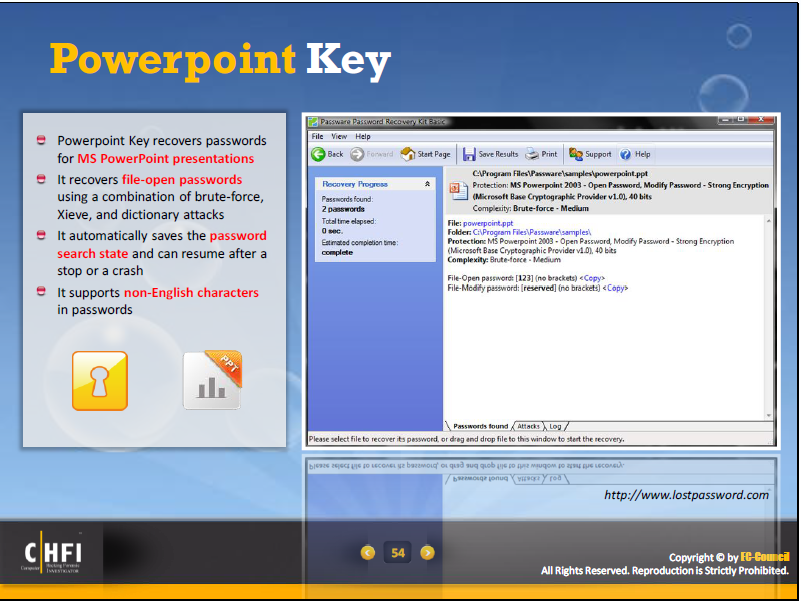 Powerpoint Key
Powerpoint Key recovers passwords
for MS PowerPoint presentations
It recovers file-open passwords
using a combination of brute-force,
Xieve, and dictionary attacks
It automatically saves the password
search state and can resume after a
stop or a crash
It supports non-English characters
in passwords
PPT
Passware Password Recovery Kit Basic
File View Help
Back Forward Start Page Save Results Print Support Help
Recovery Progress
Passwords found:
2 passwords
Total time elapsed:
0 sec.
Estimated completion time:
complete
C:\Program Files\Passware\samples\powerpoint.ppt
Protection: MS Powerpoint 2003 - Open Password, Modify Password - Strong Encryption
(Microsoft Base Cryptographic Provider v1.0), 40 bits
Complexity: Brute-force - Medium
File: powerpoint.ppt
Folder: C:\Program Files\Passware\samples\
Protection: MS Powerpoint 2003 - Open Password, Modify Password - Strong Encryption
(Microsoft Base Cryptographic Provider v1.0), 40 bits
Complexity: Brute-force - Medium
File-Open password: [123] (no brackets) <Copy>
File-Modify password: [reserved] (no brackets) <Copy>
Passwords found Attacks Log
Please select file to recover its password, or drag and drop file to this window to start the recovery.
http://www.lostpassword.com
CHFI
Computer Hacking Forensic
INVESTIGATOR
54
Copyright © by EC-Council
All Rights Reserved. Reproduction is Strictly Prohibited.